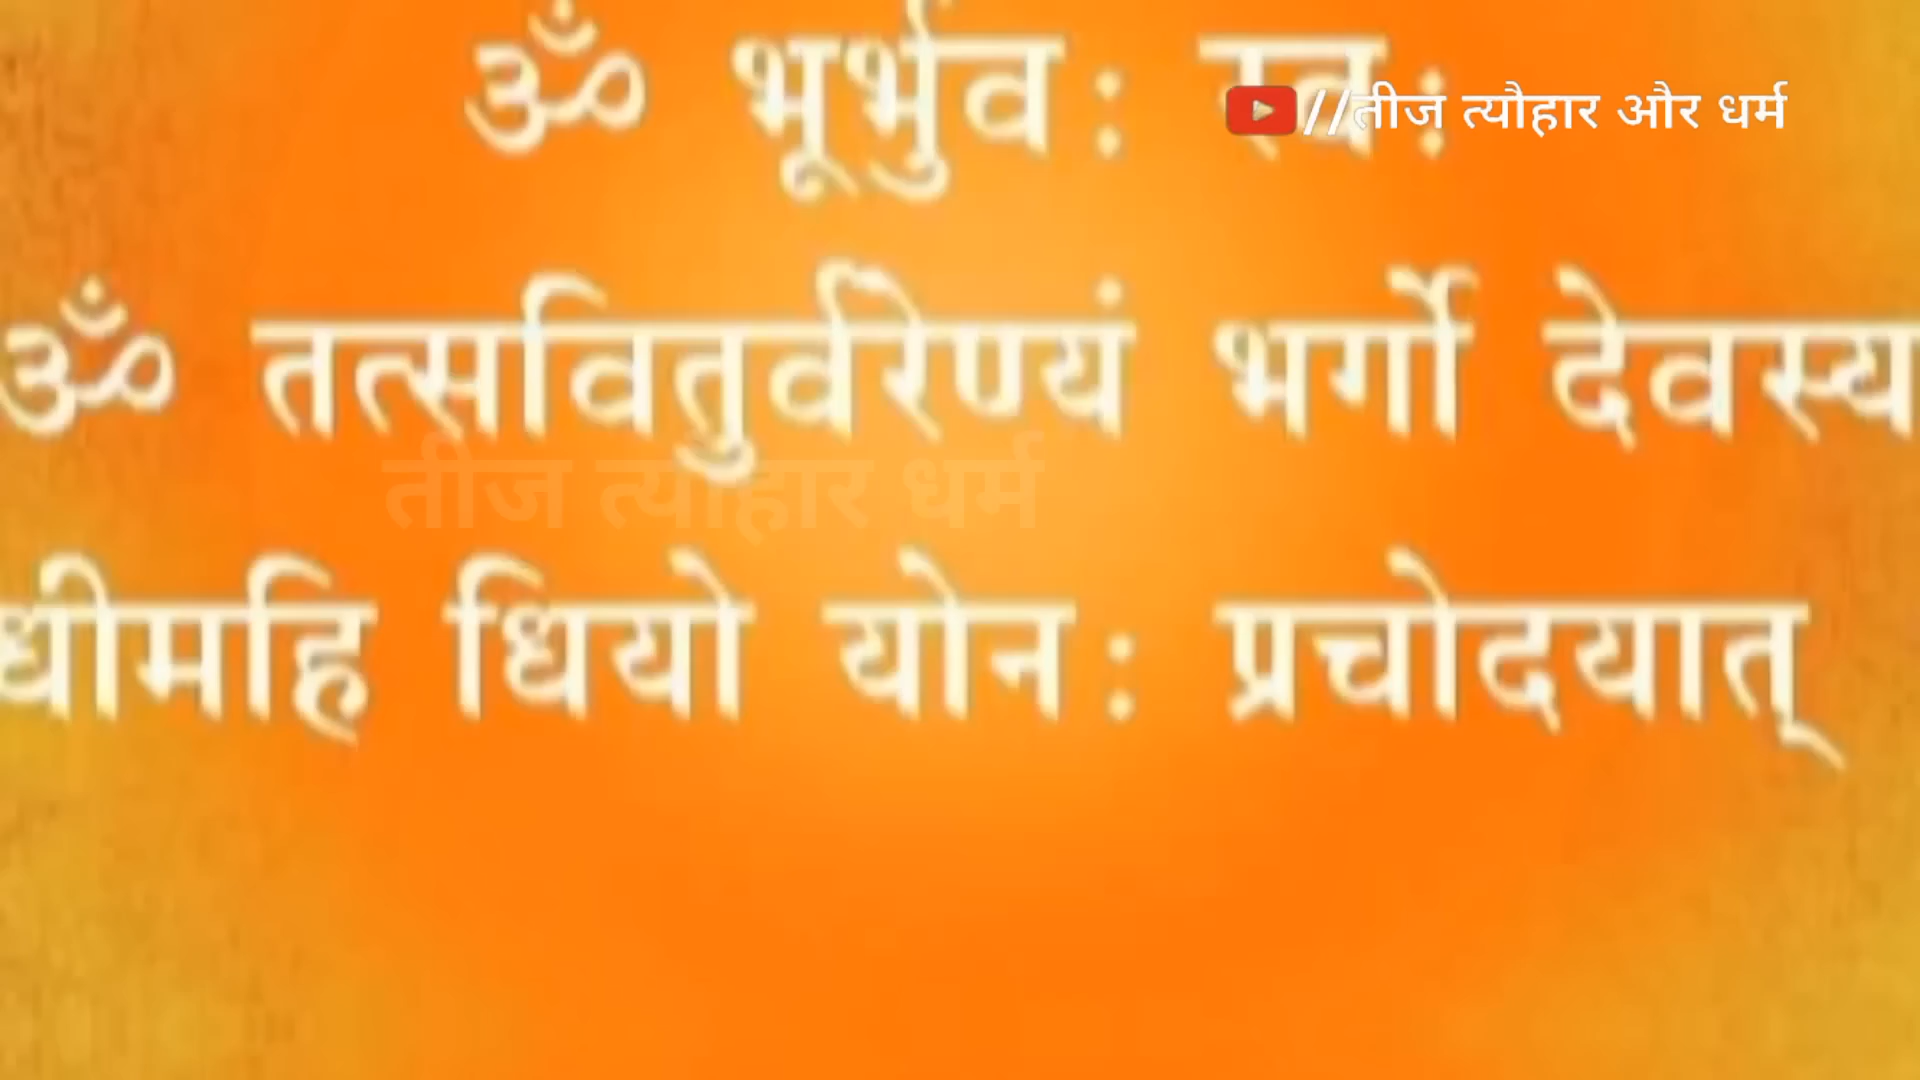 ॐ भूर्भुव: स्व:
//तीज त्यौहार और धर्म
ॐ तत्सवितुर्वरेण्यं भर्गो देवस्य
तीज त्यौहार धर्म
धीमहि धियो योन: प्रचोदयात्